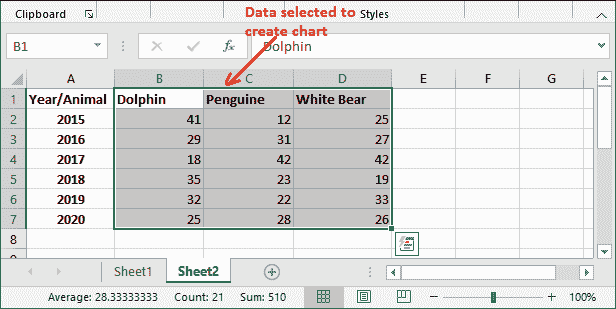 Clipboard Styles
Data selected to
create chart
B1 fx Dolphin
A B C D E F G
1 Year/Animal Dolphin Penguine White Bear
2 2015 41 12 25
3 2016 29 31 27
4 2017 18 42 42
5 2018 35 23 19
6 2019 32 22 33
7 2020 25 28 26
8
Sheet1 Sheet2
Average: 28.33333333 Count: 21 Sum: 510 100%